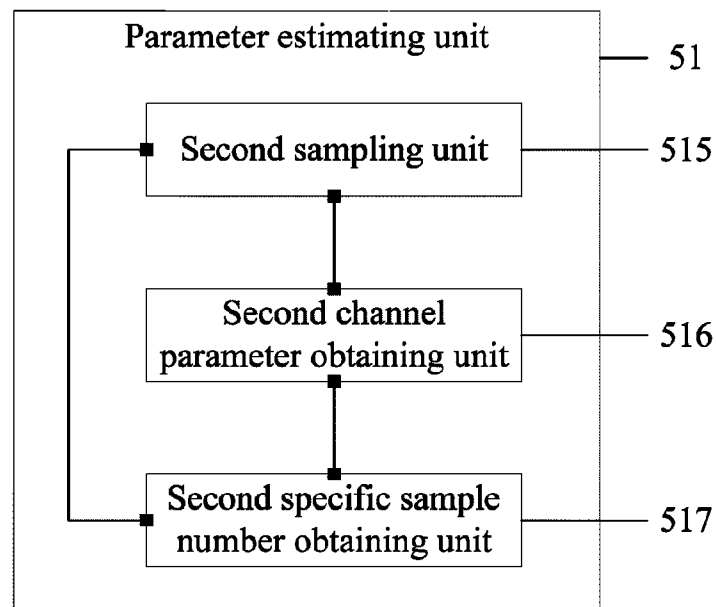 Parameter estimating unit
51
Second sampling unit
515
Second channel
parameter obtaining unit
516
Second specific sample
number obtaining unit
517